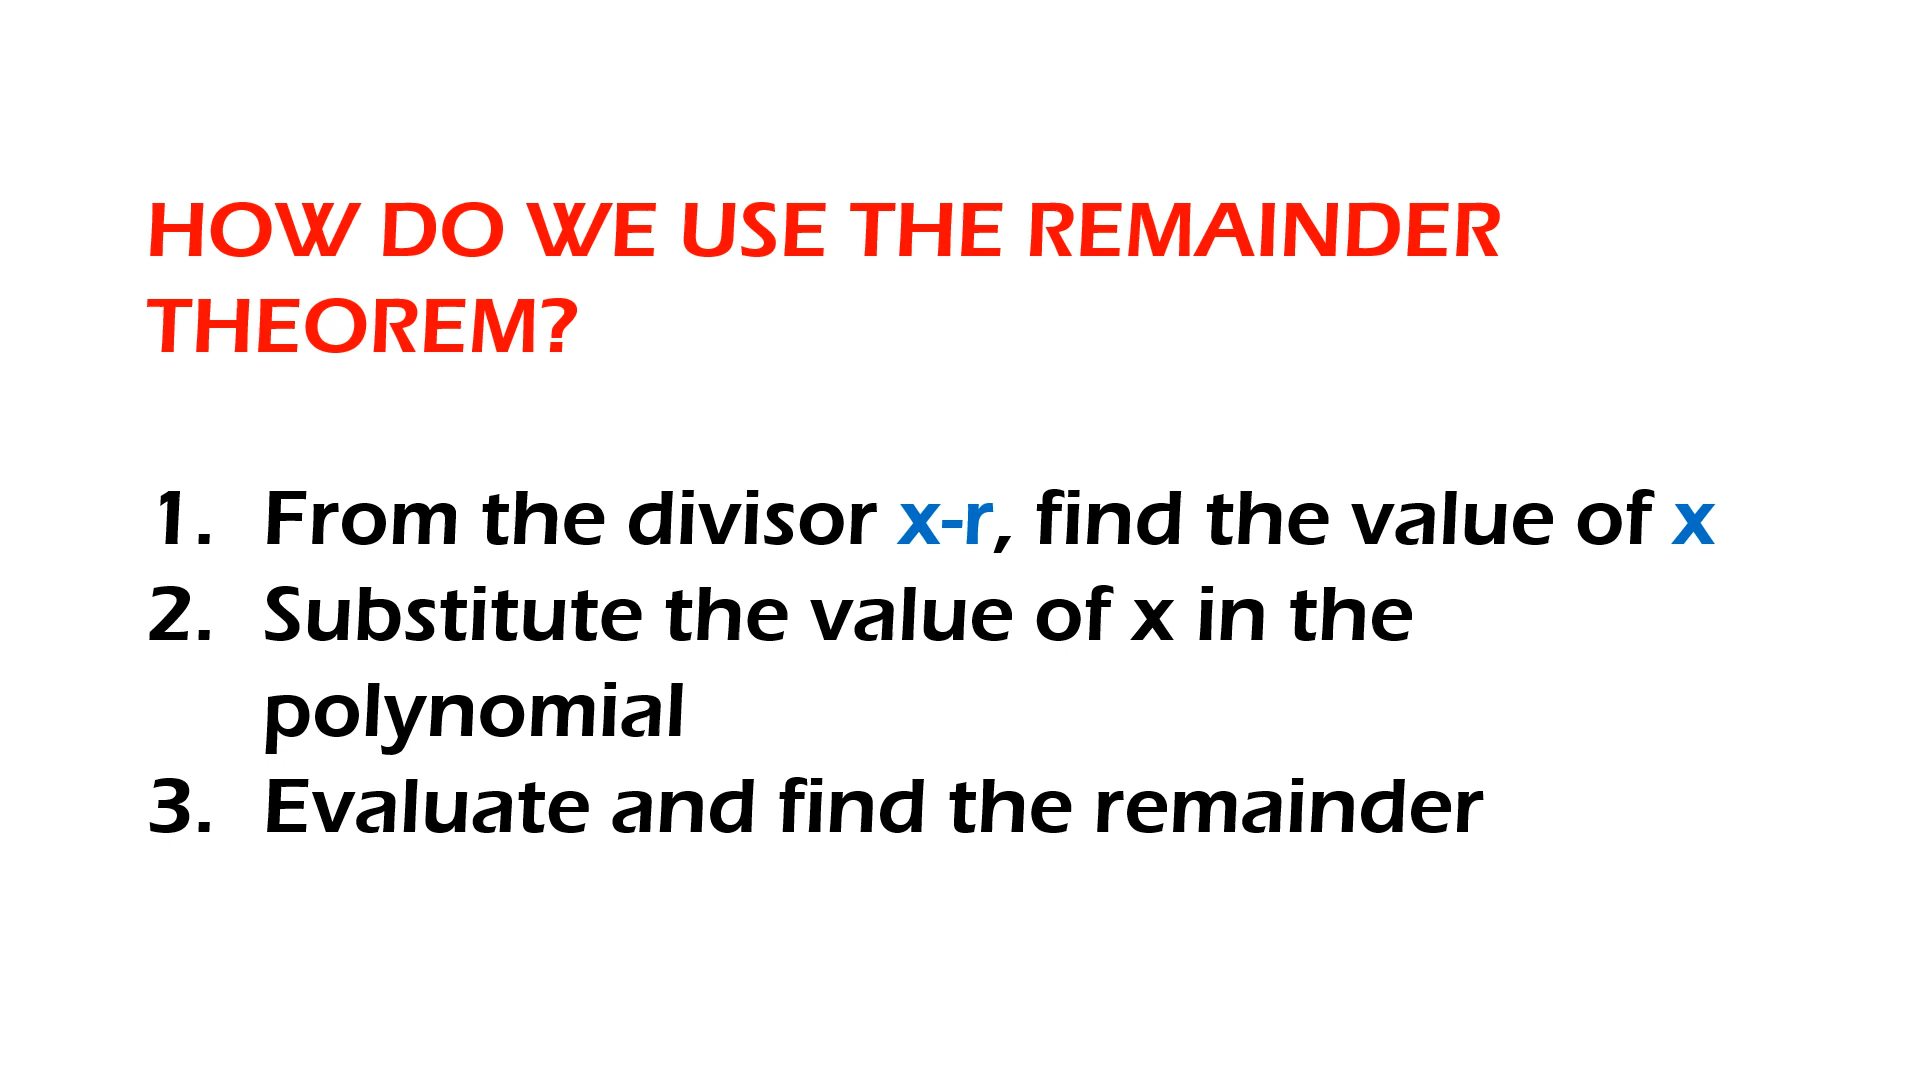 HOW DO WE USE THE REMAINDER
THEOREM?
1. From the divisor x-r, find the value of x
2. Substitute the value of x in the
polynomial
3. Evaluate and find the remainder